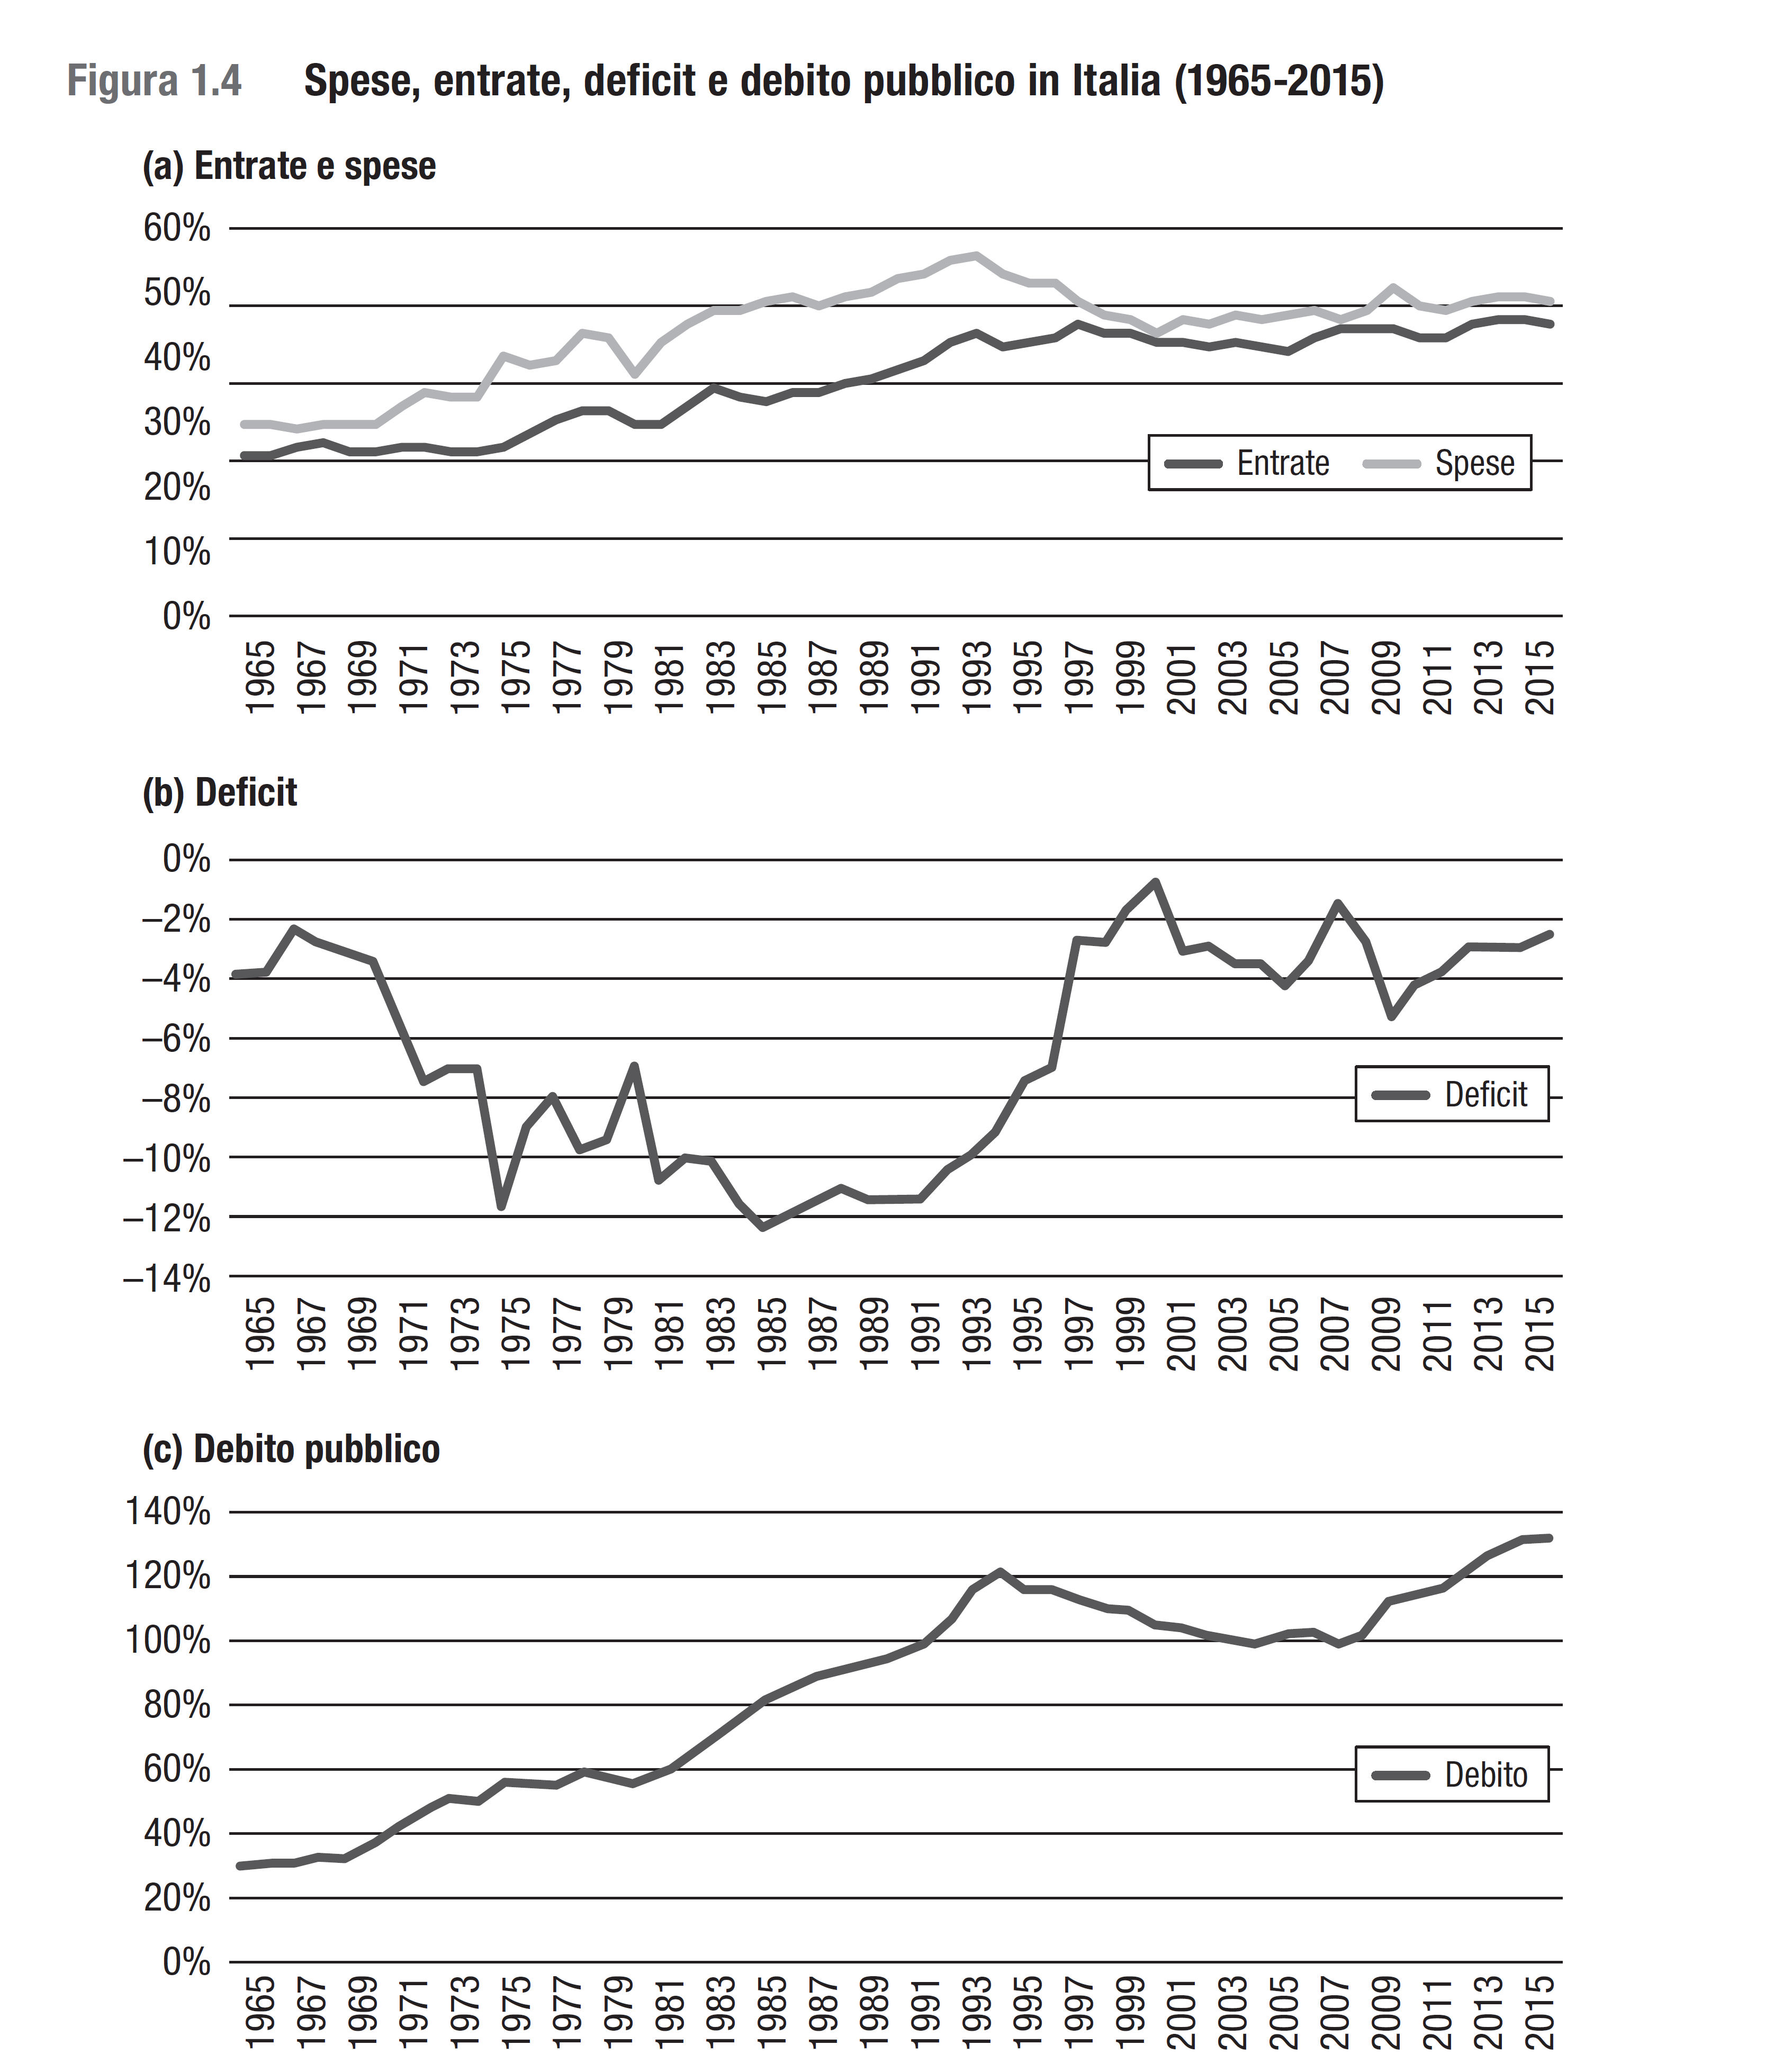 Figura 1.4 Spese, entrate, deficit e debito pubblico in Italia (1965-2015)
(a) Entrate e spese
60%
50%
40%
30%
20%
10%
0%
Entrate Spese
1965 1967 1969 1971 1973 1975 1977 1979 1981 1983 1985 1987 1989 1991 1993 1995 1997 1999 2001 2003 2005 2007 2009 2011 2013 2015
(b) Deficit
0%
–2%
–4%
–6%
–8%
–10%
–12%
–14%
Deficit
1965 1967 1969 1971 1973 1975 1977 1979 1981 1983 1985 1987 1989 1991 1993 1995 1997 1999 2001 2003 2005 2007 2009 2011 2013 2015
(c) Debito pubblico
140%
120%
100%
80%
60%
40%
20%
0%
Debito
1965 1967 1969 1971 1973 1975 1977 1979 1981 1983 1985 1987 1989 1991 1993 1995 1997 1999 2001 2003 2005 2007 2009 2011 2013 2015